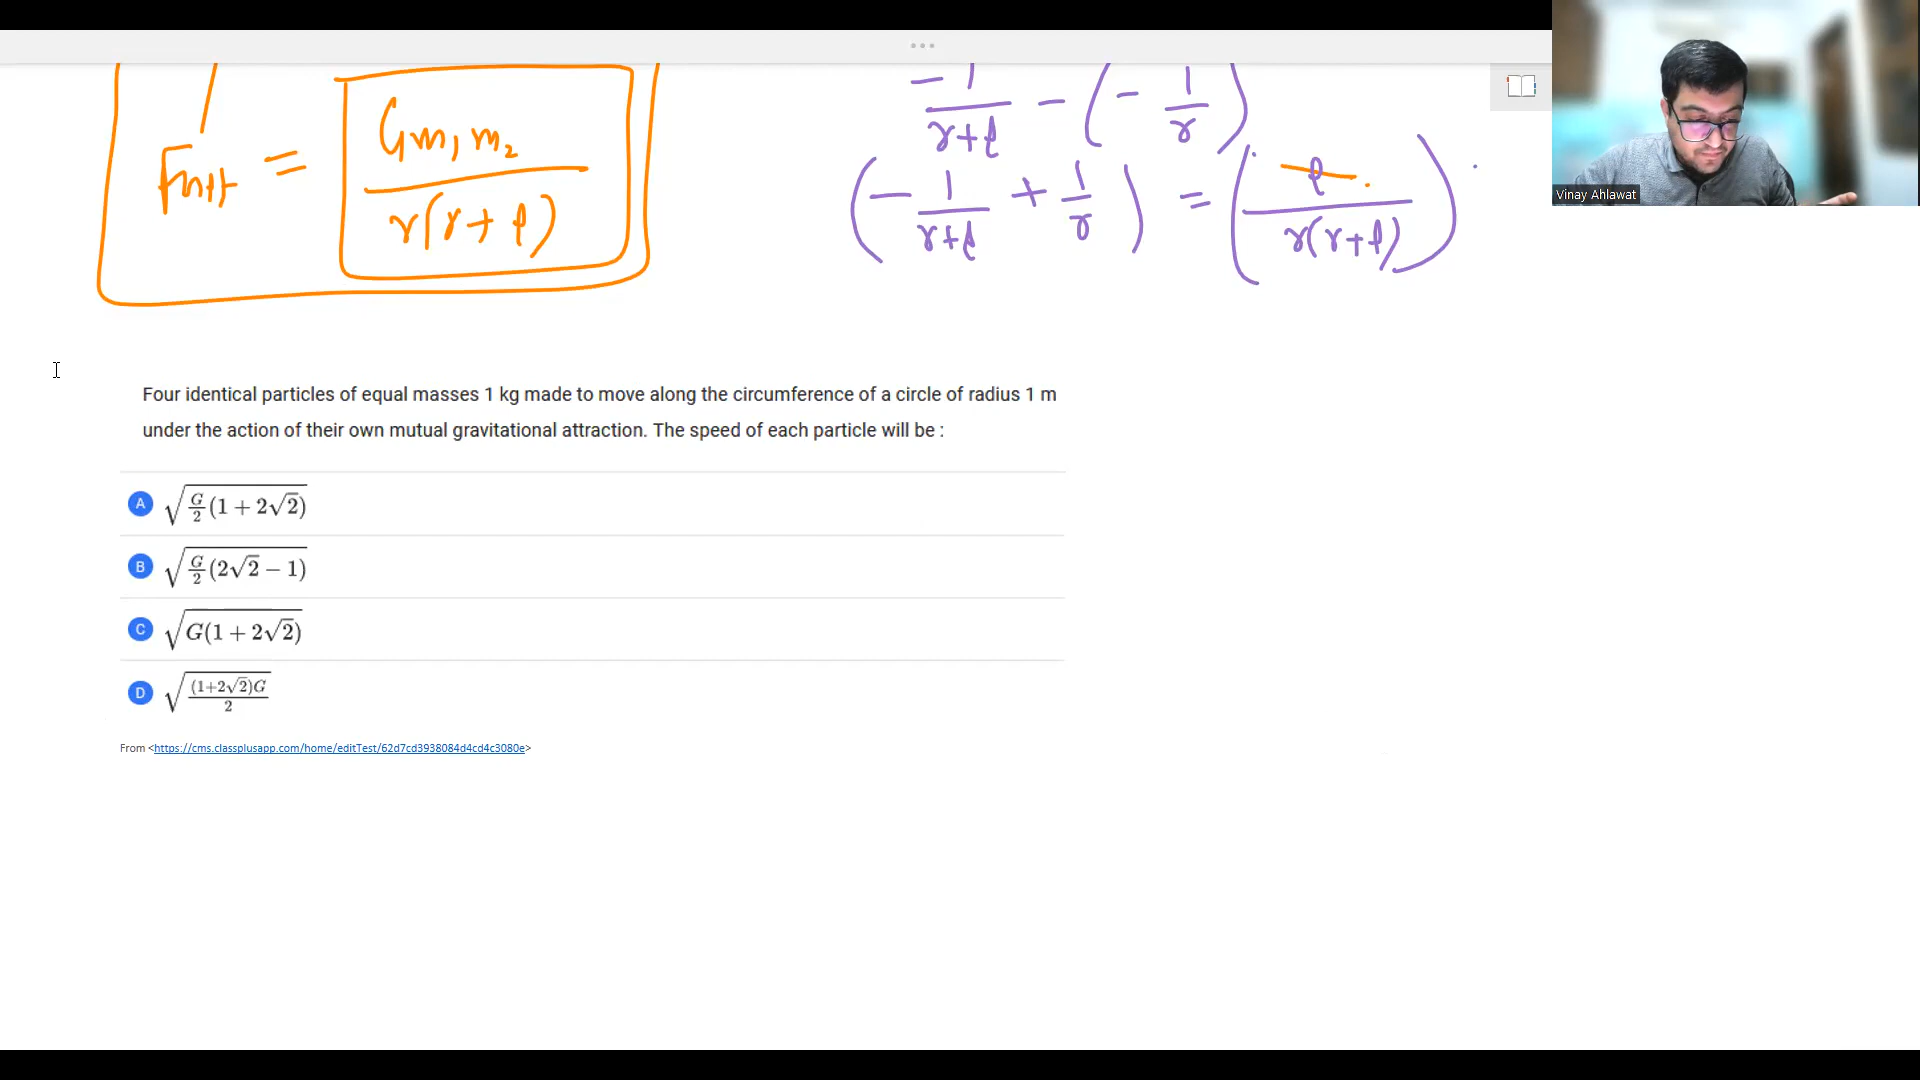 Fnet = Gm₁m₂ / r(r+l)
-1/(r+l) - (-1/r)
(-1/(r+l) + 1/r) = (l / r(r+l))
Vinay Ahlawat
Four identical particles of equal masses 1 kg made to move along the circumference of a circle of radius 1 m
under the action of their own mutual gravitational attraction. The speed of each particle will be :
A √(G/2 (1 + 2√2))
B √(G/2 (2√2 − 1))
C √(G(1 + 2√2))
D √((1+2√2)G / 2)
From <https://cms.classplusapp.com/home/editTest/62d7cd3938084d4cd4c3080e>